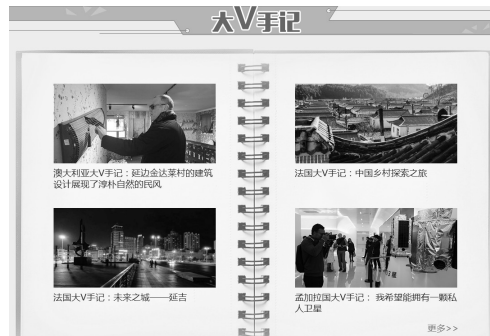 大V手记
澳大利亚大V手记：延边金达莱村的建筑
设计展现了淳朴自然的民风
法国大V手记：中国乡村探索之旅
法国大V手记：未来之城——延吉
孟加拉国大V手记： 我希望能拥有一颗私
人卫星
更多>>